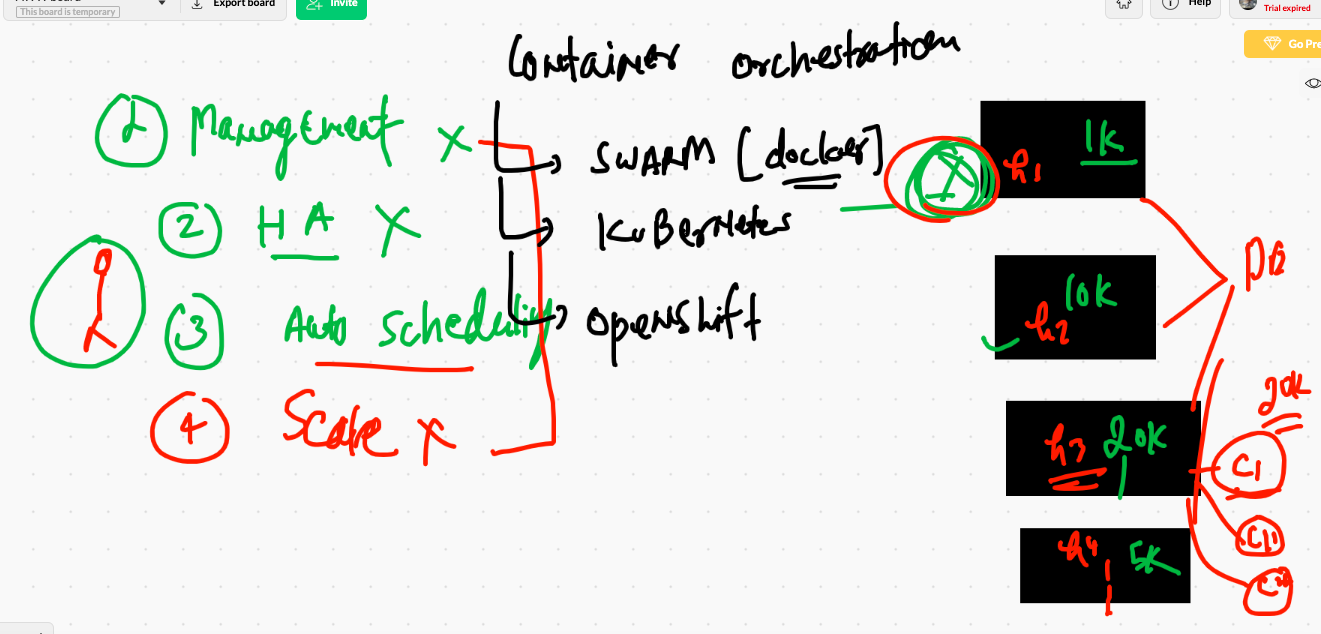 This board is temporary
Export board
Invite
Help
Trial expired
Go Pre
Container orchestration
1 Management X
SWARM [docker]
2 HA X
KuBerNetes
3 Auto scheduling
openshift
4 Scale X
h1 1K
h2 10K
h3 20K
h4 5K
20K
C1
C11